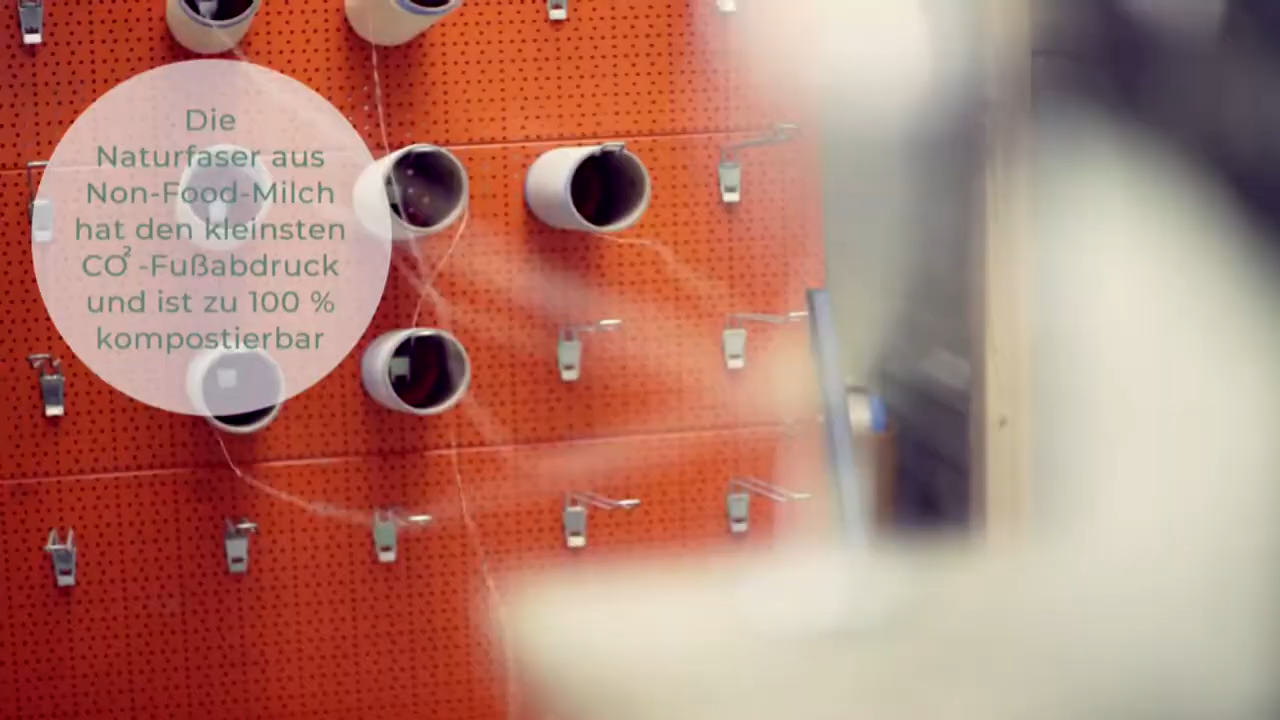 Die
Naturfaser aus
Non-Food-Milch
hat den kleinsten
CO² -Fußabdruck
und ist zu 100 %
kompostierbar